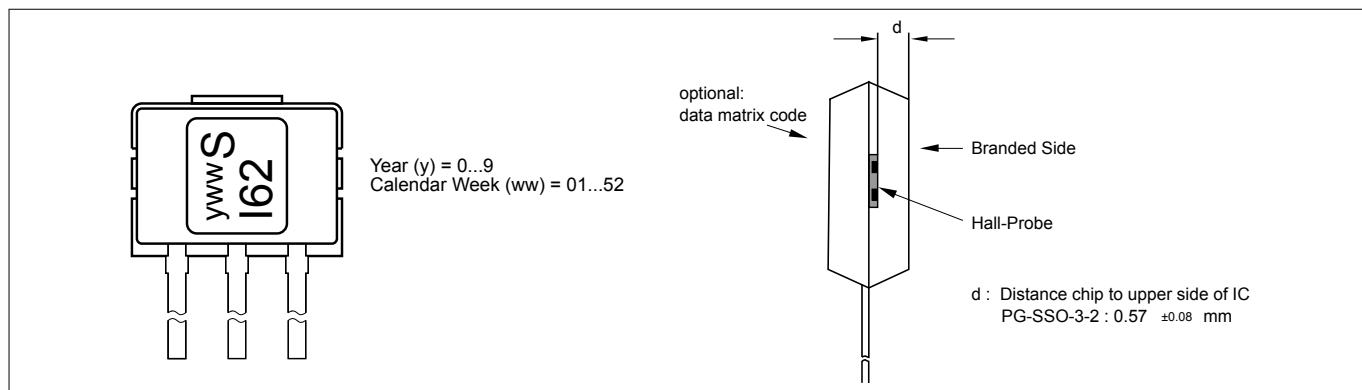 ywwS
I62
Year (y) = 0...9
Calendar Week (ww) = 01...52
d
optional:
data matrix code
Branded Side
Hall-Probe
d : Distance chip to upper side of IC
PG-SSO-3-2 : 0.57 ±0.08 mm